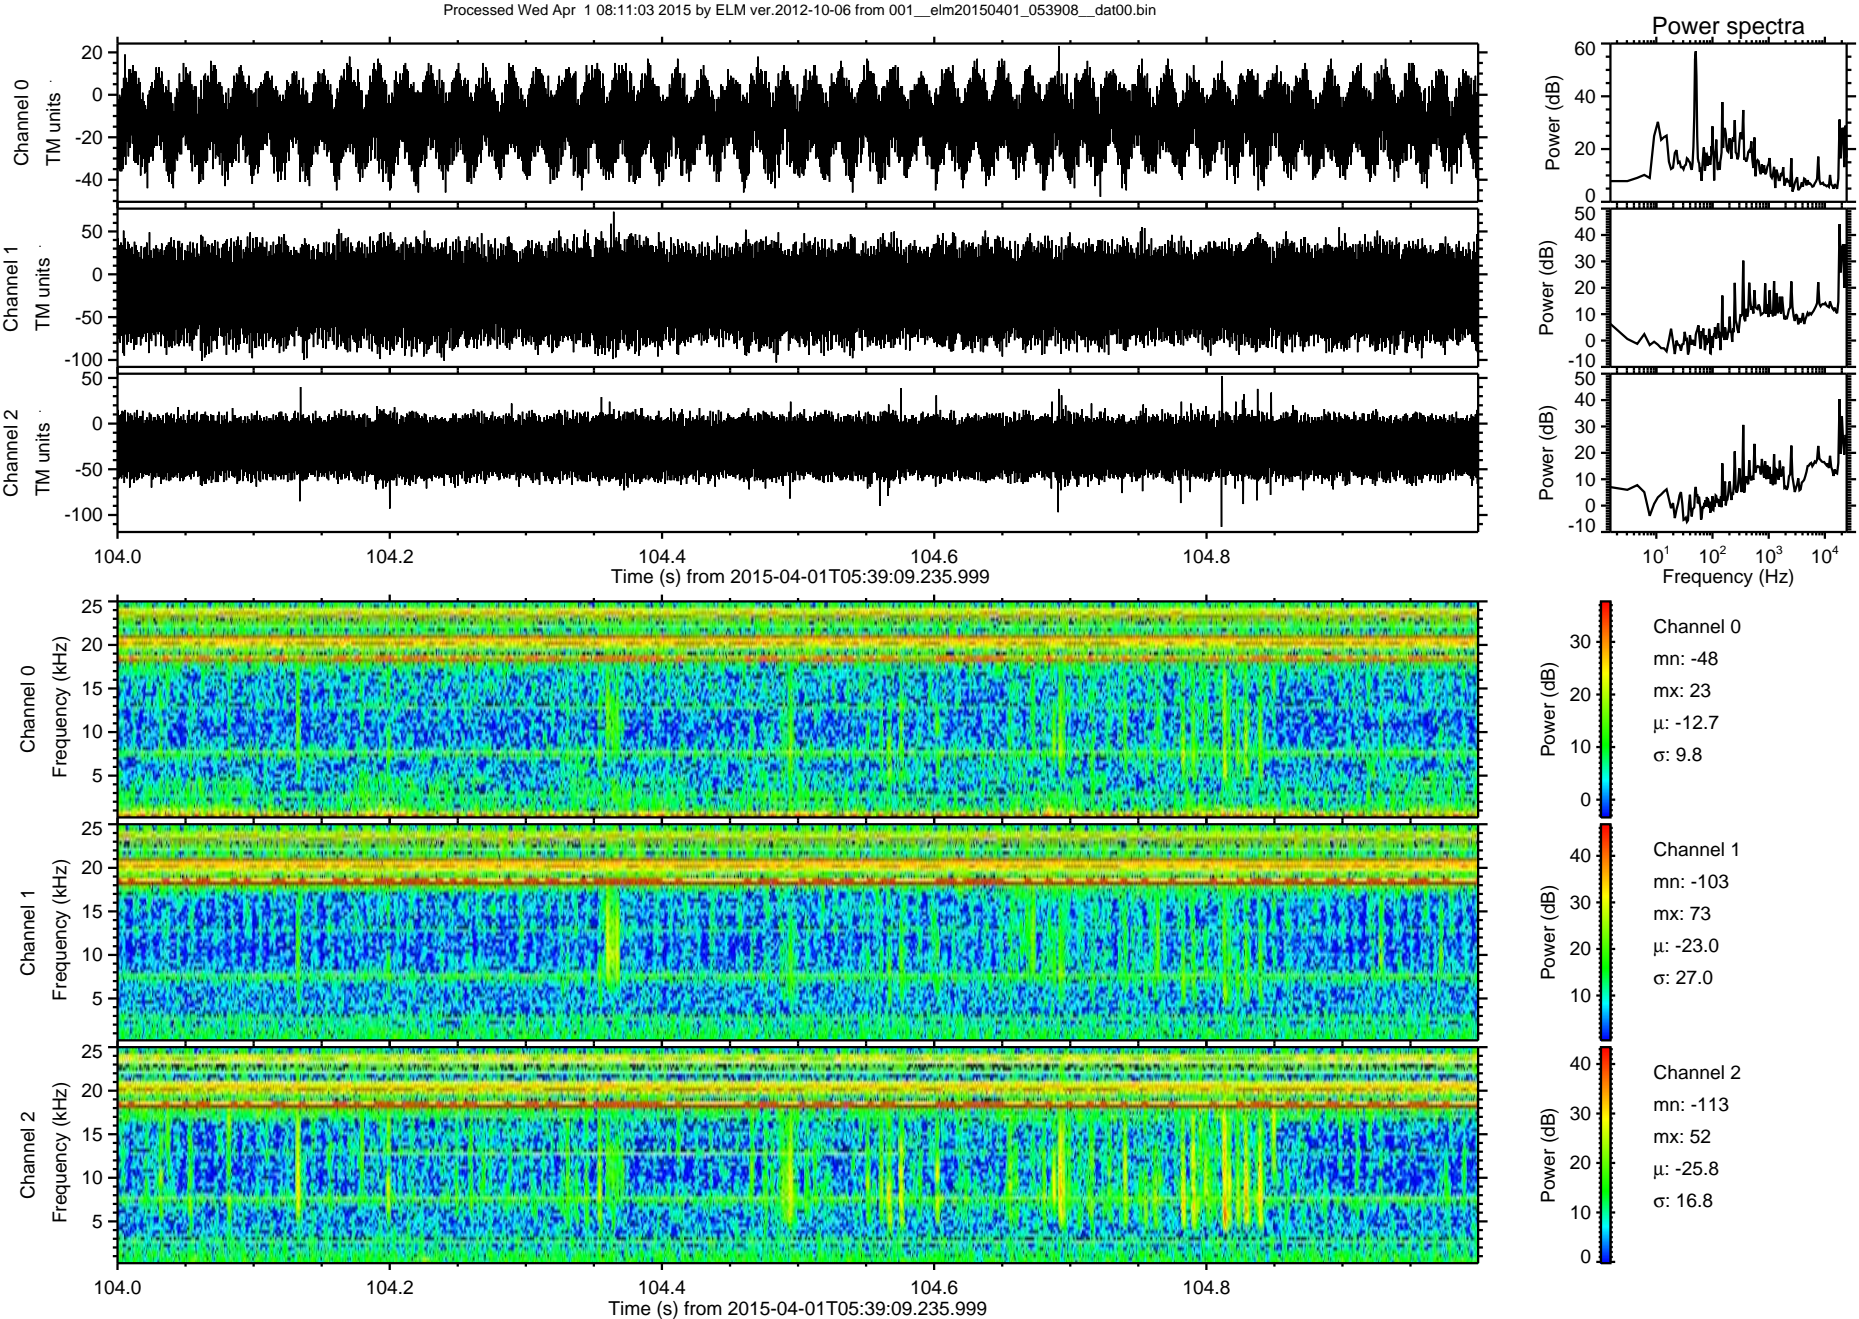 Processed Wed Apr  1 08:11:03 2015 by ELM ver.2012-10-06 from 001__elm20150401_053908__dat00.bin
Power spectra
Channel 0
TM units
20
0
-20
-40
Power (dB)
60
40
20
0
Channel 1
TM units
50
0
-50
-100
Power (dB)
50
40
30
20
10
0
-10
Channel 2
TM units
50
0
-50
-100
Power (dB)
50
40
30
20
10
0
-10
104.0 104.2 104.4 104.6 104.8
Time (s) from 2015-04-01T05:39:09.235.999
10^1 10^2 10^3 10^4
Frequency (Hz)
Channel 0
Frequency (kHz)
25
20
15
10
5
Power (dB)
30
20
10
0
Channel 0
mn: -48
mx: 23
μ: -12.7
σ: 9.8
Channel 1
Frequency (kHz)
25
20
15
10
5
Power (dB)
40
30
20
10
Channel 1
mn: -103
mx: 73
μ: -23.0
σ: 27.0
Channel 2
Frequency (kHz)
25
20
15
10
5
Power (dB)
40
30
20
10
0
Channel 2
mn: -113
mx: 52
μ: -25.8
σ: 16.8
104.0 104.2 104.4 104.6 104.8
Time (s) from 2015-04-01T05:39:09.235.999